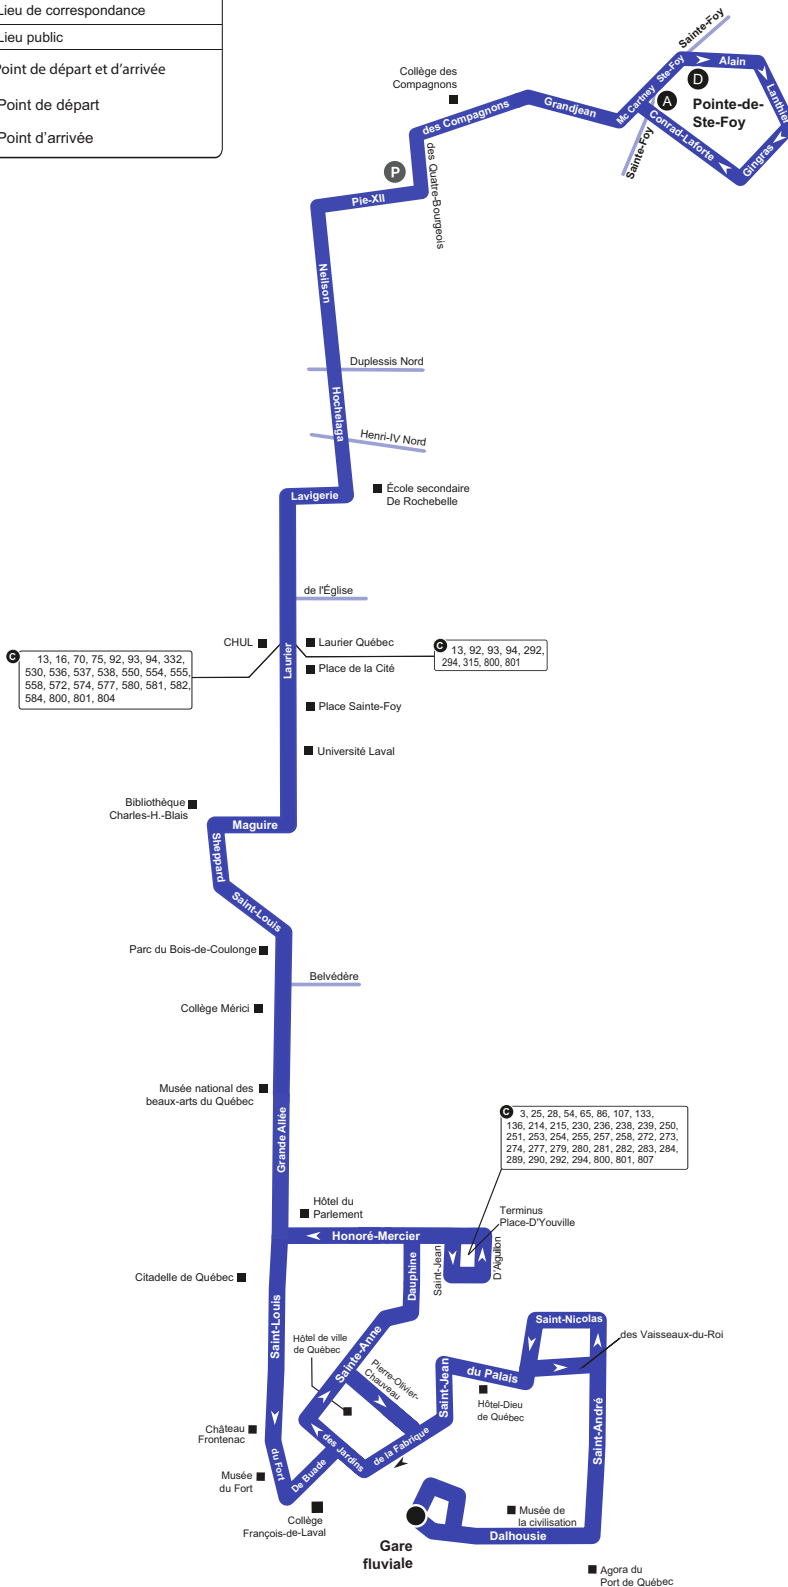 Lieu de correspondance
Lieu public
Point de départ et d'arrivée
Point de départ
Point d'arrivée
Sainte-Foy
Collège des
Compagnons
des Compagnons
Grandjean
Mc Cartney
Ste-Foy
Alain
D
A
Pointe-de-
Ste-Foy
Lanthier
Gingras
Conrad-Laforte
Sainte-Foy
des Quatre-Bourgeois
P
Pie-XII
Neilson
Duplessis Nord
Hochelaga
Henri-IV Nord
Lavigerie
École secondaire
De Rochebelle
de l'Église
CHUL
Laurier
Laurier Québec
Place de la Cité
Place Sainte-Foy
Université Laval
C
13, 16, 70, 75, 92, 93, 94, 332,
530, 536, 537, 538, 550, 554, 555,
558, 572, 574, 577, 580, 581, 582,
584, 800, 801, 804
C
13, 92, 93, 94, 292,
294, 315, 800, 801
Bibliothèque
Charles-H.-Blais
Maguire
Sheppard
Saint-Louis
Parc du Bois-de-Coulonge
Belvédère
Collège Mérici
Musée national des
beaux-arts du Québec
Grande Allée
C
3, 25, 28, 54, 65, 86, 107, 133,
136, 214, 215, 230, 236, 238, 239, 250,
251, 253, 254, 255, 257, 258, 272, 273,
274, 277, 279, 280, 281, 282, 283, 284,
289, 290, 292, 294, 800, 801, 807
Hôtel du
Parlement
Honoré-Mercier
Terminus
Place-D'Youville
Saint-Jean
D'Aiguillon
Dauphine
Citadelle de Québec
Saint-Louis
Hôtel de ville
de Québec
Sainte-Anne
Pierre-Olivier-
Chauveau
Saint-Jean
du Palais
Saint-Nicolas
des Vaisseaux-du-Roi
Hôtel-Dieu
de Québec
Saint-André
Château
Frontenac
des Jardins
de la Fabrique
du Fort
De Buade
Musée
du Fort
Collège
François-de-Laval
Gare
fluviale
Musée de
la civilisation
Dalhousie
Agora du
Port de Québec